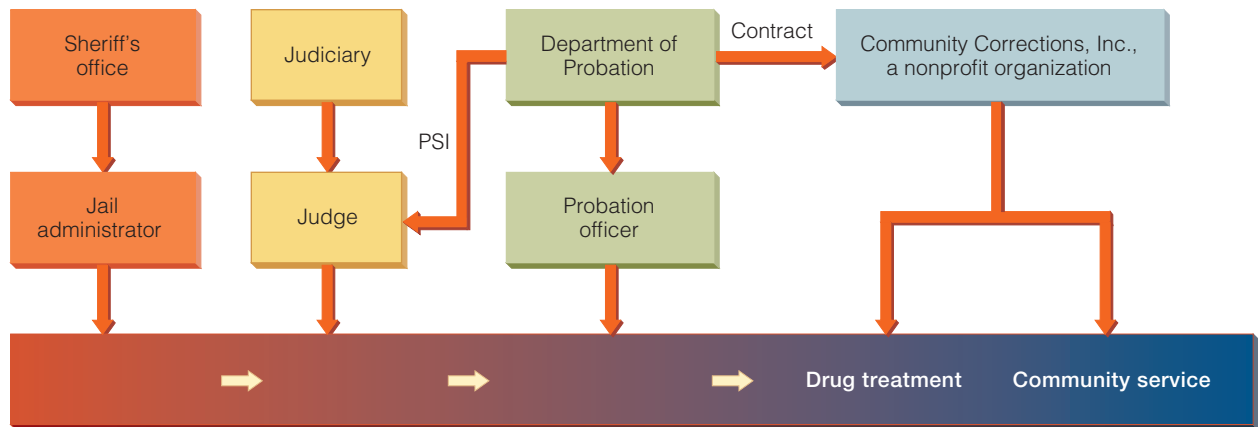 Sheriff's
office
Judiciary
Department of
Probation
Contract
Community Corrections, Inc.,
a nonprofit organization
PSI
Jail
administrator
Judge
Probation
officer
Drug treatment
Community service